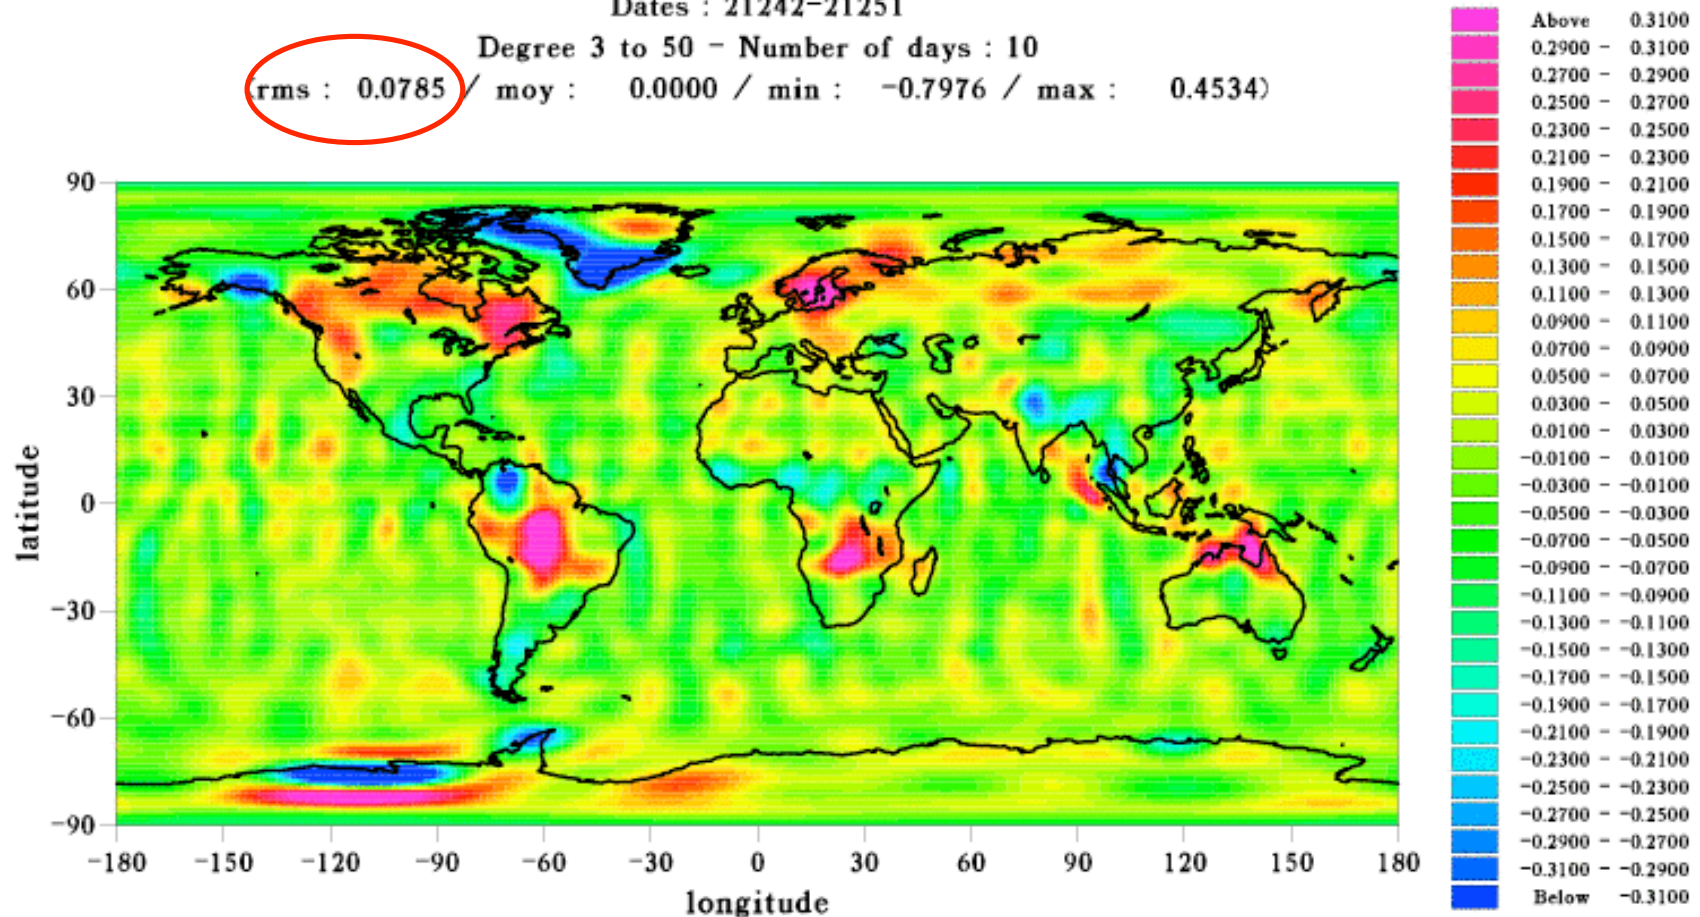 Dates : 21242-21251
Degree 3 to 50 - Number of days : 10
(rms : 0.0785 / moy : 0.0000 / min : -0.7976 / max : 0.4534)
90
60
30
0
-30
-60
-90
latitude
-180 -150 -120 -90 -60 -30 0 30 60 90 120 150 180
longitude
Above 0.3100
0.2900 - 0.3100
0.2700 - 0.2900
0.2500 - 0.2700
0.2300 - 0.2500
0.2100 - 0.2300
0.1900 - 0.2100
0.1700 - 0.1900
0.1500 - 0.1700
0.1300 - 0.1500
0.1100 - 0.1300
0.0900 - 0.1100
0.0700 - 0.0900
0.0500 - 0.0700
0.0300 - 0.0500
0.0100 - 0.0300
-0.0100 - 0.0100
-0.0300 - -0.0100
-0.0500 - -0.0300
-0.0700 - -0.0500
-0.0900 - -0.0700
-0.1100 - -0.0900
-0.1300 - -0.1100
-0.1500 - -0.1300
-0.1700 - -0.1500
-0.1900 - -0.1700
-0.2100 - -0.1900
-0.2300 - -0.2100
-0.2500 - -0.2300
-0.2700 - -0.2500
-0.2900 - -0.2700
-0.3100 - -0.2900
Below -0.3100